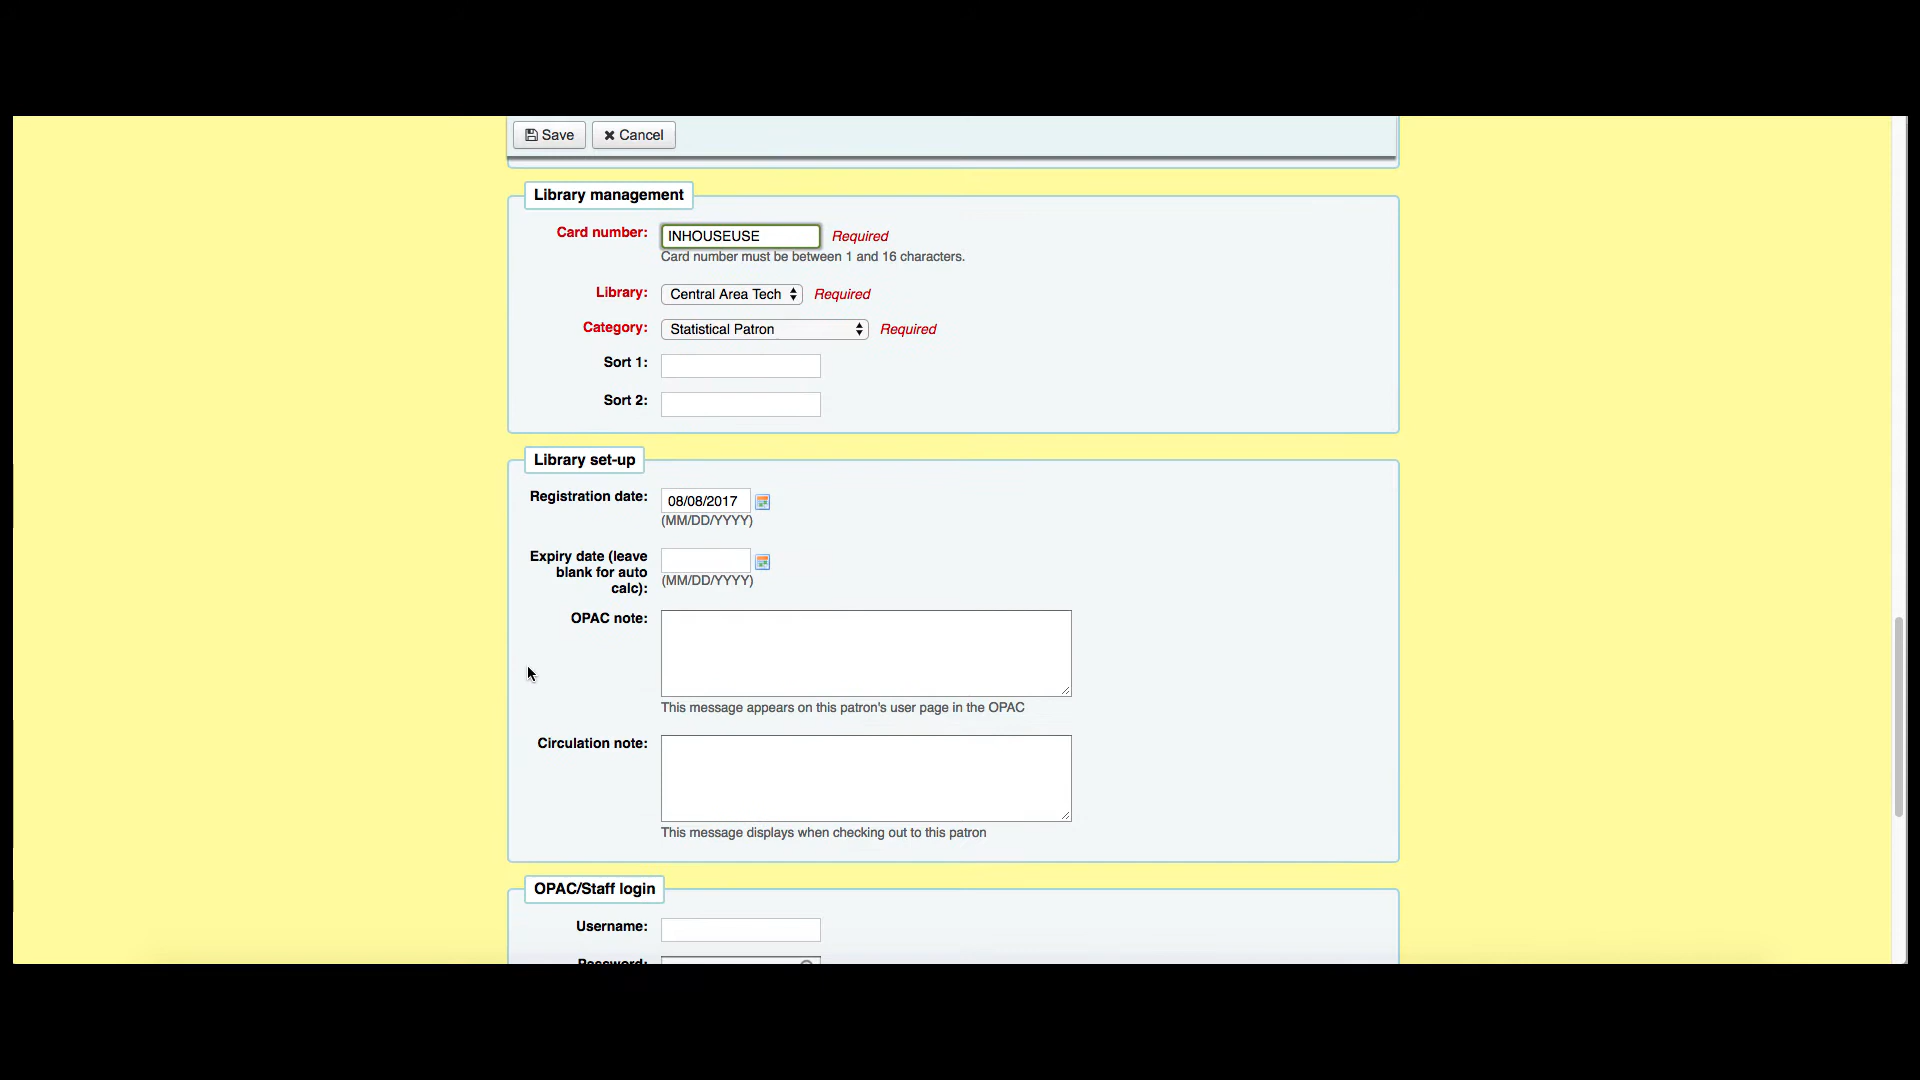 Save Cancel
Library management
Card number: INHOUSEUSE Required
Card number must be between 1 and 16 characters.
Library: Central Area Tech Required
Category: Statistical Patron Required
Sort 1:
Sort 2:
Library set-up
Registration date: 08/08/2017
(MM/DD/YYYY)
Expiry date (leave
blank for auto
calc):
(MM/DD/YYYY)
OPAC note:
This message appears on this patron's user page in the OPAC
Circulation note:
This message displays when checking out to this patron
OPAC/Staff login
Username:
Password: